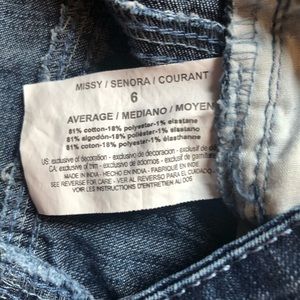 MISSY / SENORA / COURANT
6
AVERAGE / MEDIANO / MOYEN
81% cotton-18% polyester-1% elastane
81% algodón-18% poliéster-1% elastano
81% coton-18% polyester-1% élasthanne
US: exclusive of decoration - exclusivo de decoración - exclusif de
CA: exclusive of trim - exclusivo de - exclusif de garniture
MADE IN INDIA - HECHO EN INDIA - FABRIQUÉ EN INDE
SEE REVERSE FOR CARE - VER AL REVERSO PARA EL CUIDADO
VOIR LES INSTRUCTIONS D'ENTRETIEN AU DOS